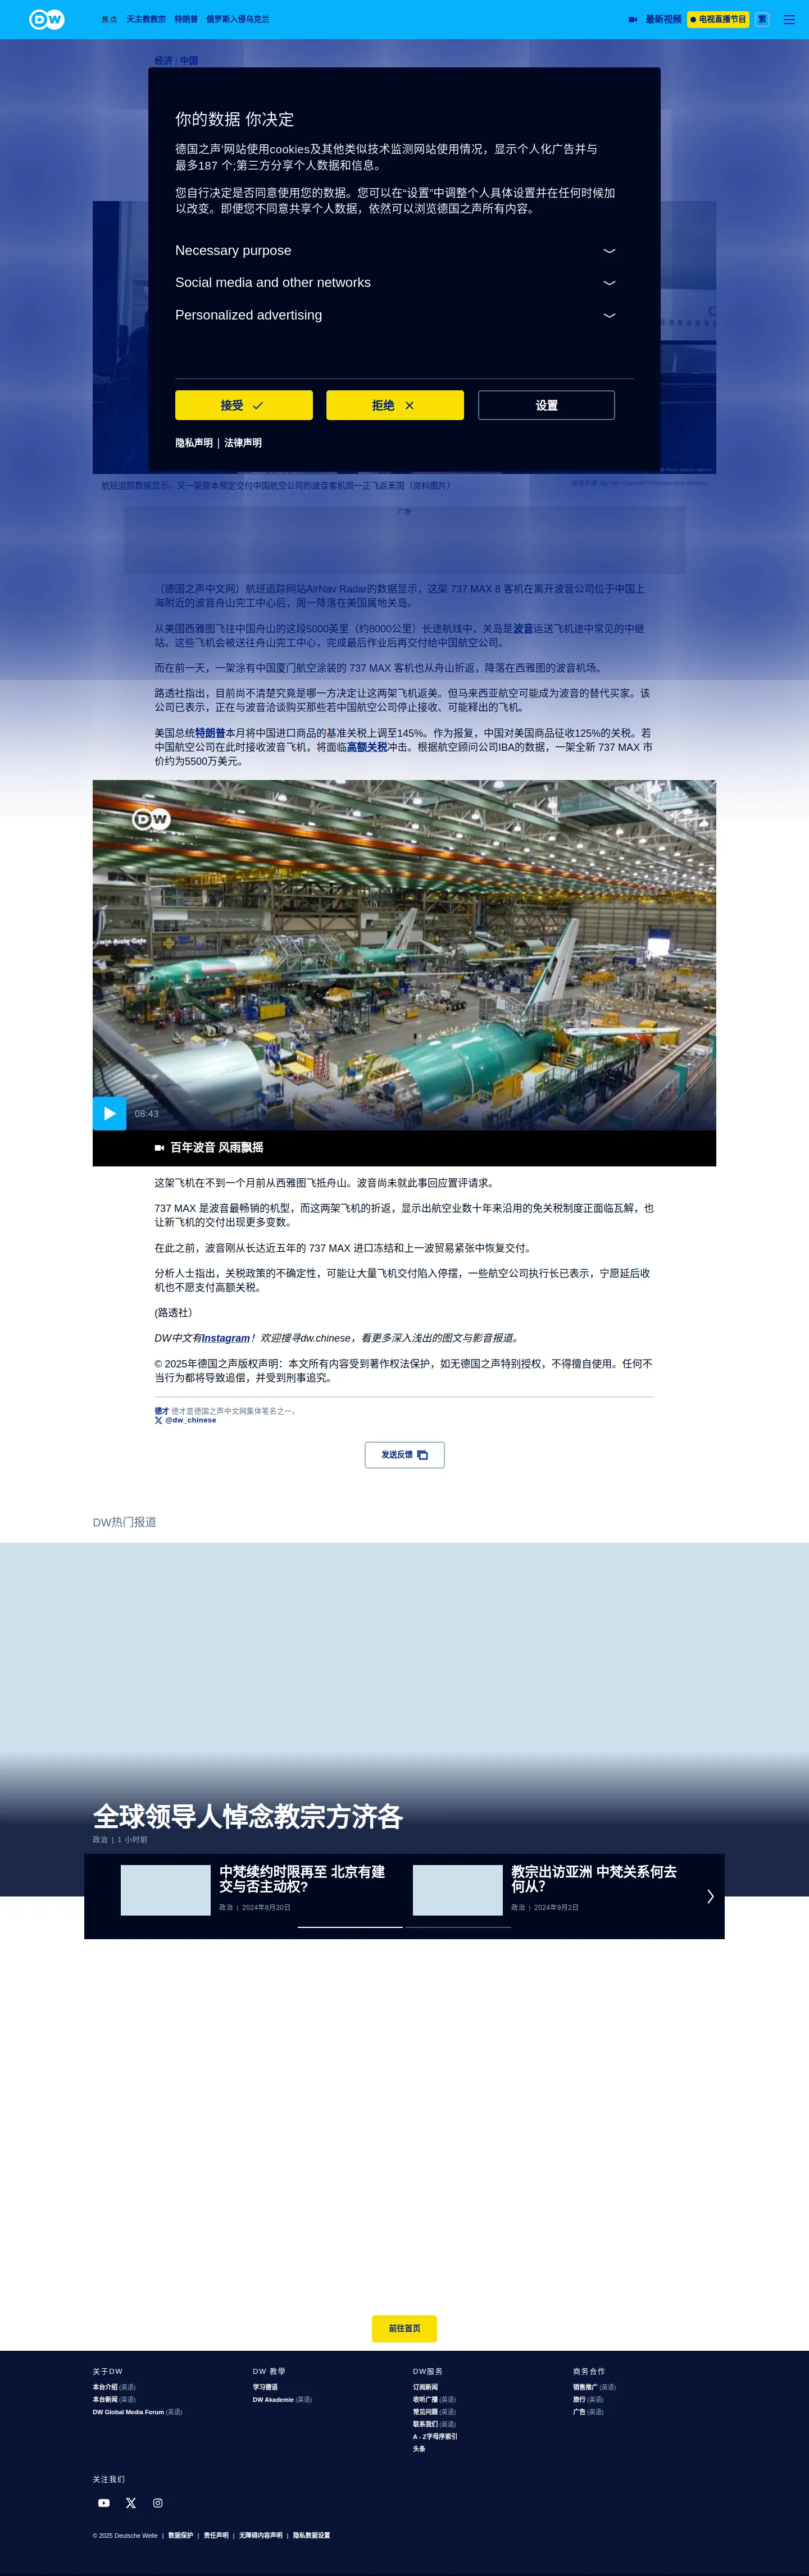 DW
焦点 天主教教宗 特朗普 俄罗斯入侵乌克兰
最新视频 电视直播节目 繁
经济 | 中国
你的数据 你决定
德国之声'网站使用cookies及其他类似技术监测网站使用情况，显示个人化广告并与
最多187 个;第三方分享个人数据和信息。
您自行决定是否同意使用您的数据。您可以在“设置”中调整个人具体设置并在任何时候加
以改变。即便您不同意共享个人数据，依然可以浏览德国之声所有内容。
Necessary purpose
Social media and other networks
Personalized advertising
接受
拒绝
设置
隐私声明 | 法律声明
航班追踪数据显示，又一架原本预定交付中国航空公司的波音客机周一正飞返美国（资料图片）
广告
（德国之声中文网）航班追踪网站AirNav Radar的数据显示，这架 737 MAX 8 客机在离开波音公司位于中国上
海附近的波音舟山完工中心后，周一降落在美国属地关岛。
从美国西雅图飞往中国舟山的这段5000英里（约8000公里）长途航线中，关岛是波音运送飞机途中常见的中继
站。这些飞机会被送往舟山完工中心，完成最后作业后再交付给中国航空公司。
而在前一天，一架涂有中国厦门航空涂装的 737 MAX 客机也从舟山折返，降落在西雅图的波音机场。
路透社指出，目前尚不清楚究竟是哪一方决定让这两架飞机返美。但马来西亚航空可能成为波音的替代买家。该
公司已表示，正在与波音洽谈购买那些若中国航空公司停止接收、可能释出的飞机。
美国总统特朗普本月将中国进口商品的基准关税上调至145%。作为报复，中国对美国商品征收125%的关税。若
中国航空公司在此时接收波音飞机，将面临高额关税冲击。根据航空顾问公司IBA的数据，一架全新 737 MAX 市
价约为5500万美元。
DW
08:43
百年波音 风雨飘摇
这架飞机在不到一个月前从西雅图飞抵舟山。波音尚未就此事回应置评请求。
737 MAX 是波音最畅销的机型，而这两架飞机的折返，显示出航空业数十年来沿用的免关税制度正面临瓦解，也
让新飞机的交付出现更多变数。
在此之前，波音刚从长达近五年的 737 MAX 进口冻结和上一波贸易紧张中恢复交付。
分析人士指出，关税政策的不确定性，可能让大量飞机交付陷入停摆，一些航空公司执行长已表示，宁愿延后收
机也不愿支付高额关税。
(路透社）
DW中文有Instagram！欢迎搜寻dw.chinese，看更多深入浅出的图文与影音报道。
© 2025年德国之声版权声明：本文所有内容受到著作权法保护，如无德国之声特别授权，不得擅自使用。任何不
当行为都将导致追偿，并受到刑事追究。
德才 德才是德国之声中文网集体笔名之一。
@dw_chinese
发送反馈
DW热门报道
全球领导人悼念教宗方济各
政治 | 1 小时前
中梵续约时限再至 北京有建
交与否主动权？
政治 | 2024年8月20日
教宗出访亚洲 中梵关系何去
何从？
政治 | 2024年9月2日
前往首页
关于DW
本台介绍 (英语)
本台新闻 (英语)
DW Global Media Forum (英语)
DW 教學
学习德语
DW Akademie (英语)
DW服务
订阅新闻
收听广播 (英语)
常见问题 (英语)
联系我们 (英语)
A - Z字母序索引
头条
商务合作
销售推广 (英语)
旅行 (英语)
广告 (英语)
关注我们
© 2025 Deutsche Welle | 数据保护 | 责任声明 | 无障碍内容声明 | 隐私数据设置